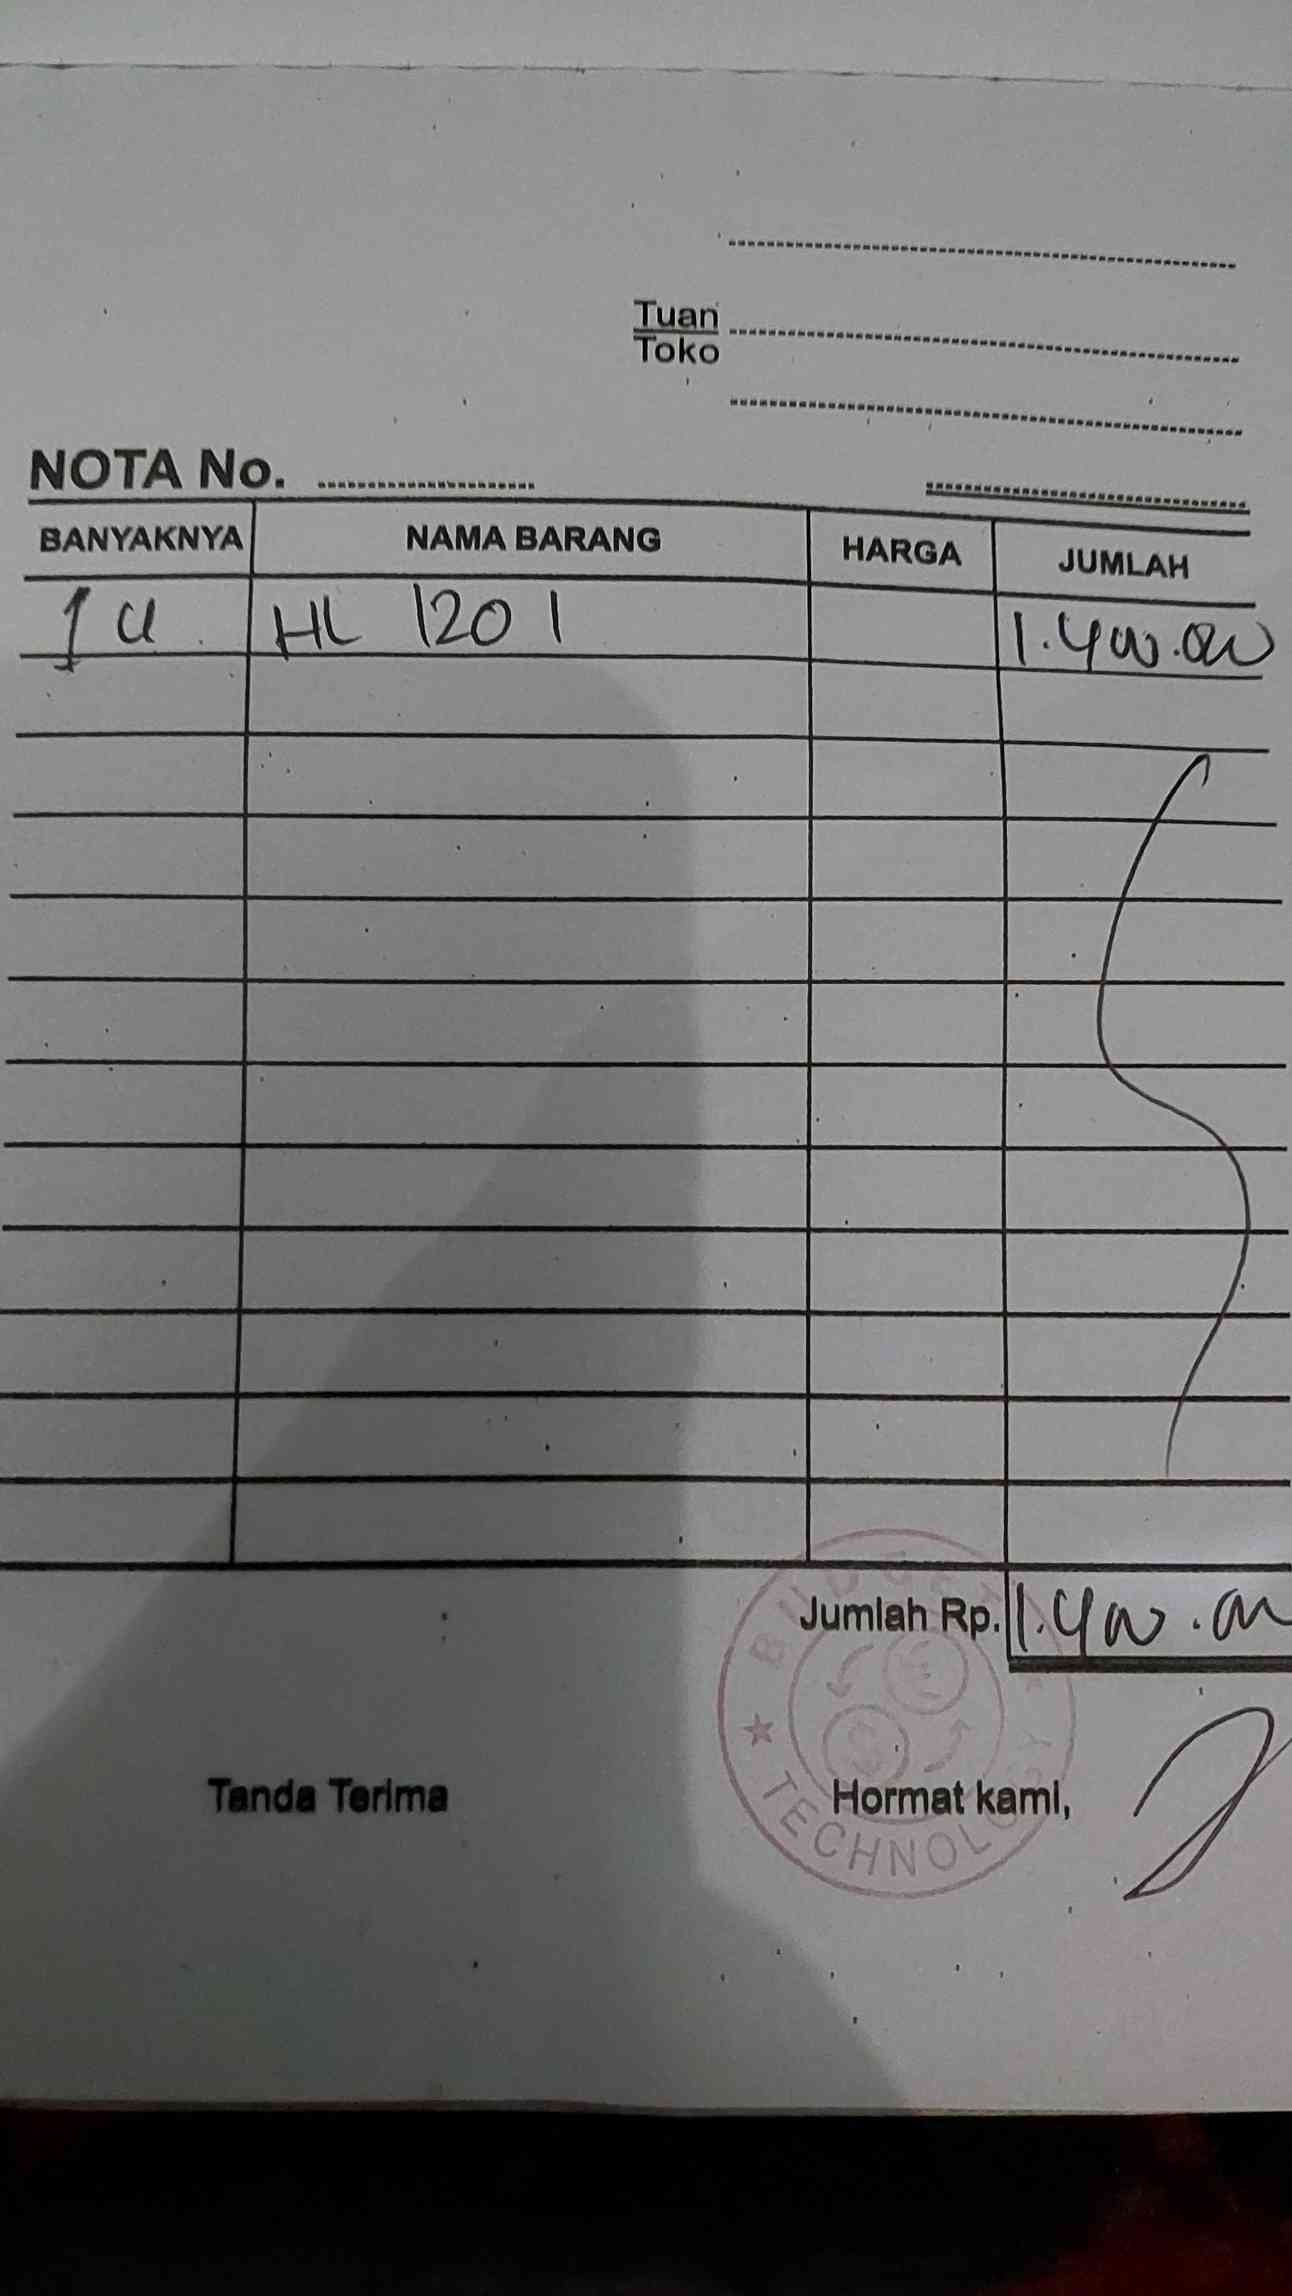 Tuan
Toko
NOTA No.
BANYAKNYA NAMA BARANG HARGA JUMLAH
1 U HL 1201 1.400.000
Jumlah Rp. 1.400.000
BUDGET
TECHNOLOGY
Tanda Terima Hormat kami,